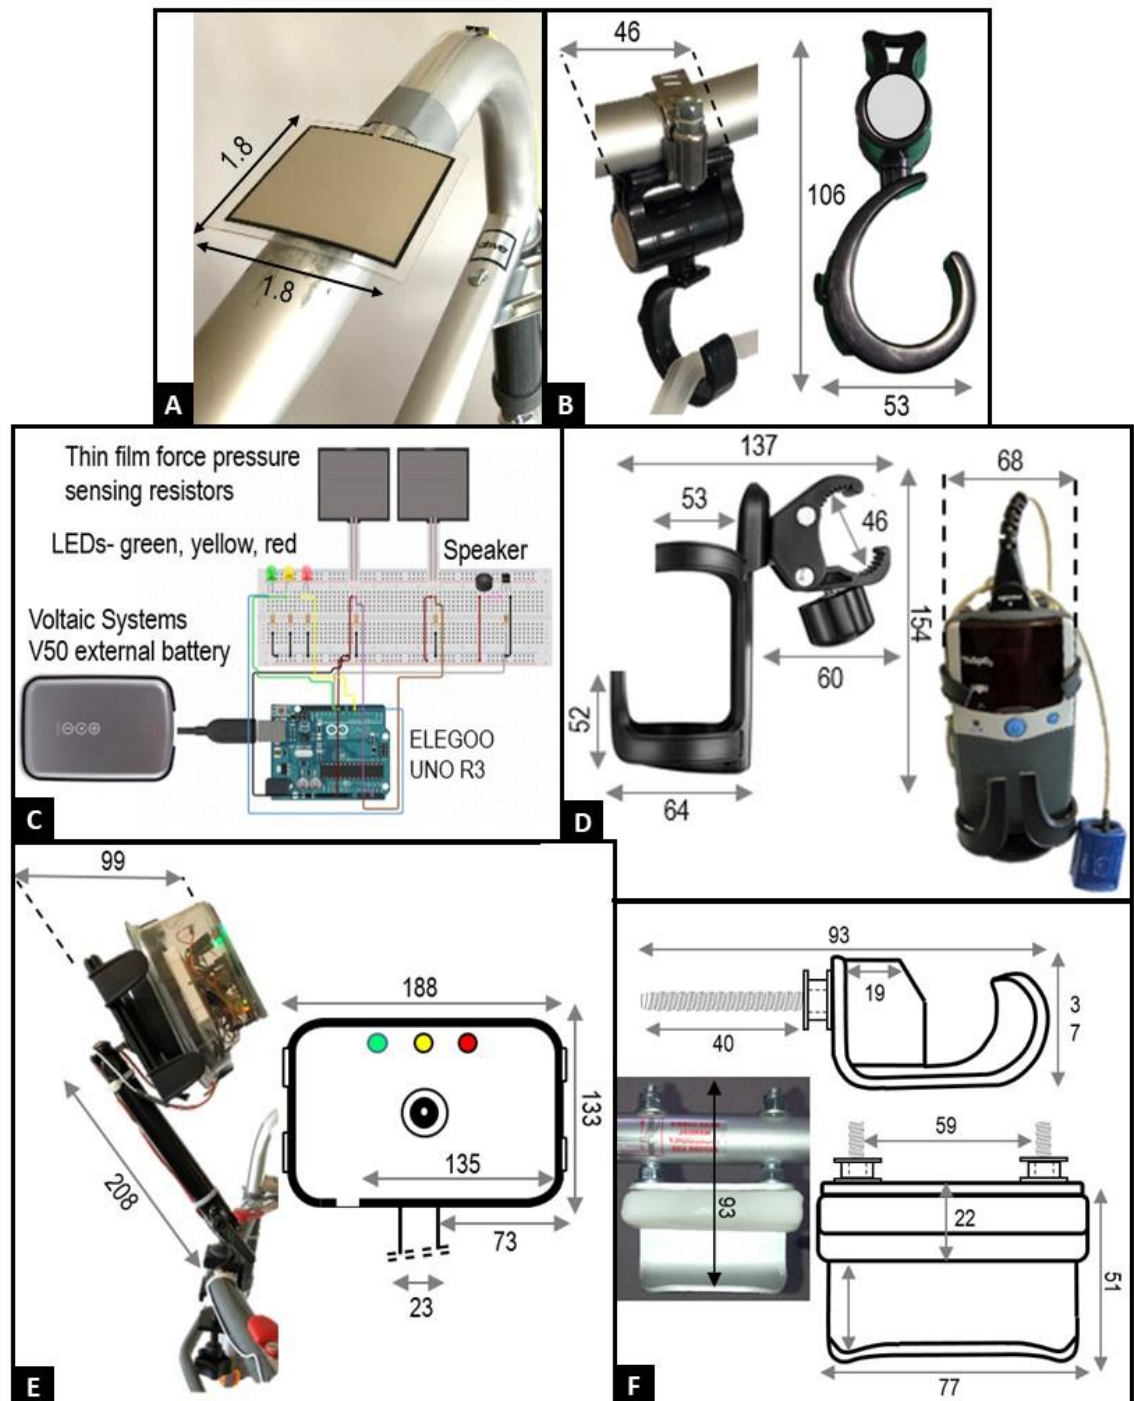 1.8
1.8
A
46
106
53
B
Thin film force pressure
sensing resistors
LEDs- green, yellow, red
Speaker
Voltaic Systems
V50 external battery
ELEGOO
UNO R3
C
137
53
46
68
154
60
52
64
D
99
208
188
133
135
73
23
E
93
19
3
7
40
93
59
22
51
77
F